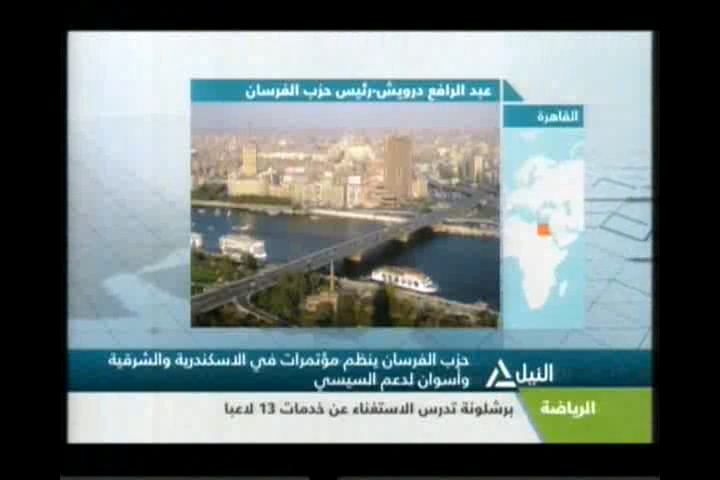 عبد الرافع درويش-رئيس حزب الفرسان
القاهرة
حزب الفرسان ينظم مؤتمرات في الاسكندرية والشرقية
وأسوان لدعم السيسي
النيل
الرياضة
برشلونة تدرس الاستغناء عن خدمات 13 لاعبا